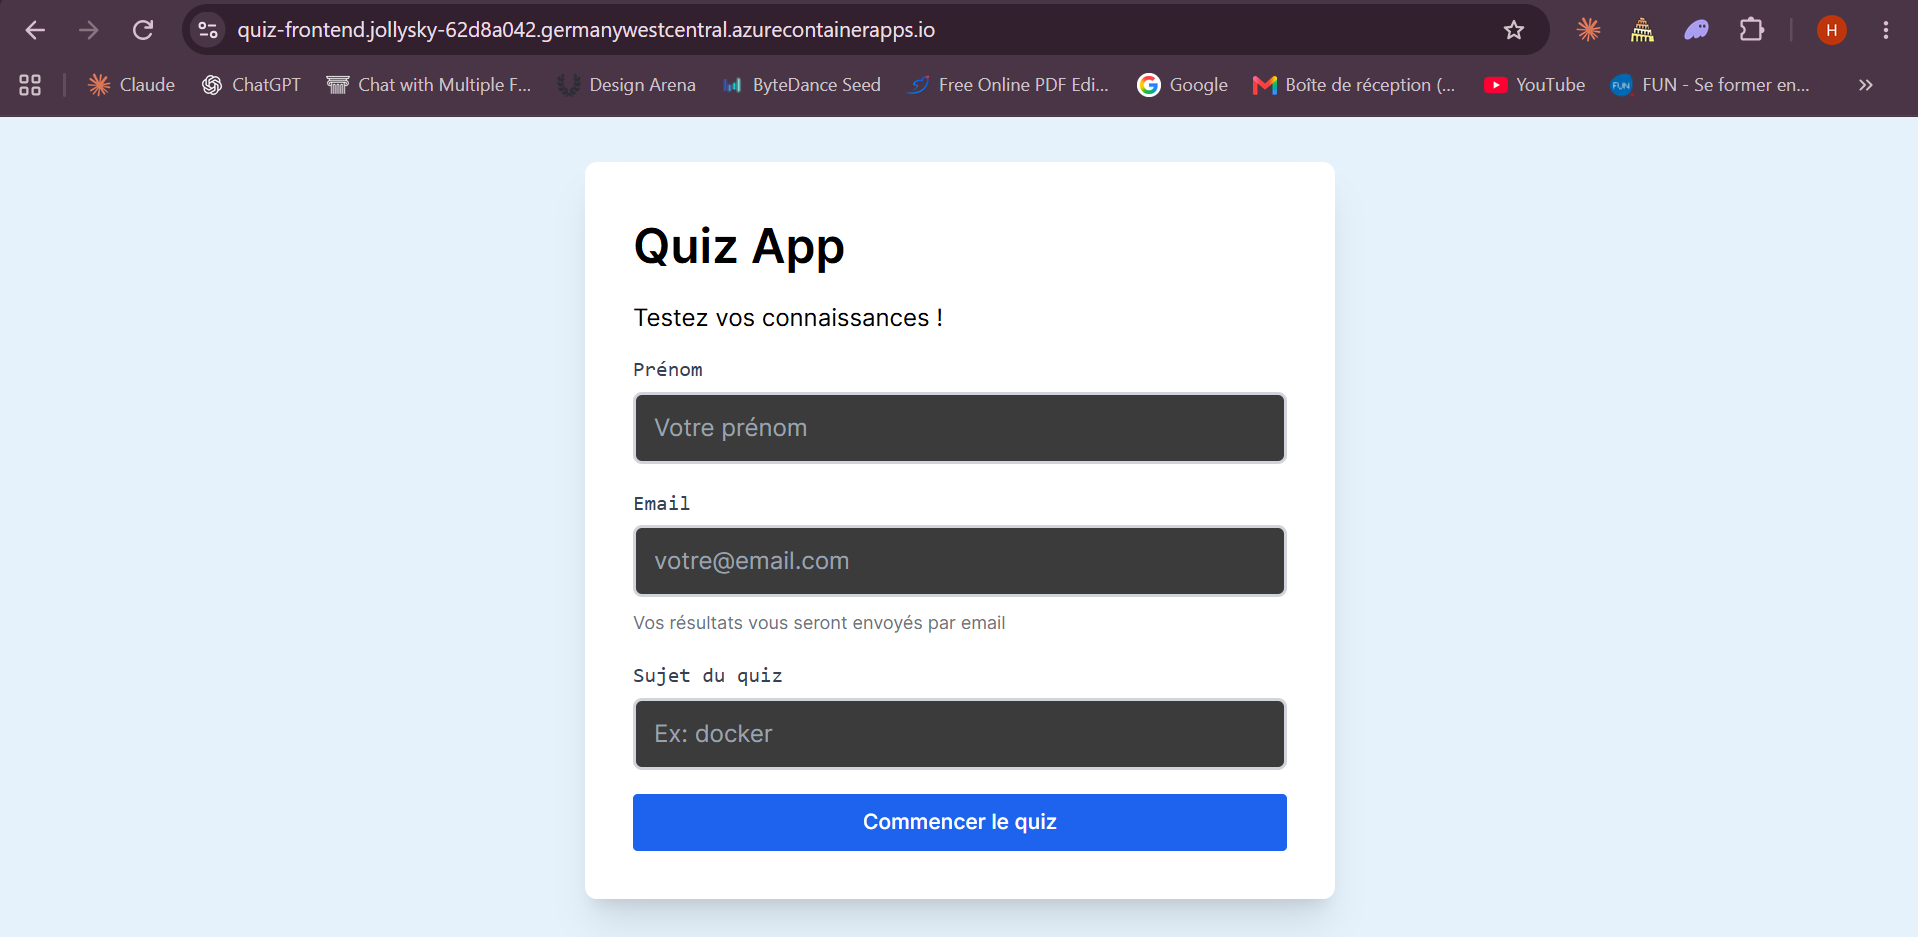 quiz-frontend.jollysky-62d8a042.germanywestcentral.azurecontainerapps.io
H
Claude ChatGPT Chat with Multiple F... Design Arena ByteDance Seed Free Online PDF Edi... Google Boîte de réception (... YouTube FUN FUN - Se former en... »
Quiz App
Testez vos connaissances !
Prénom
Votre prénom
Email
votre@email.com
Vos résultats vous seront envoyés par email
Sujet du quiz
Ex: docker
Commencer le quiz